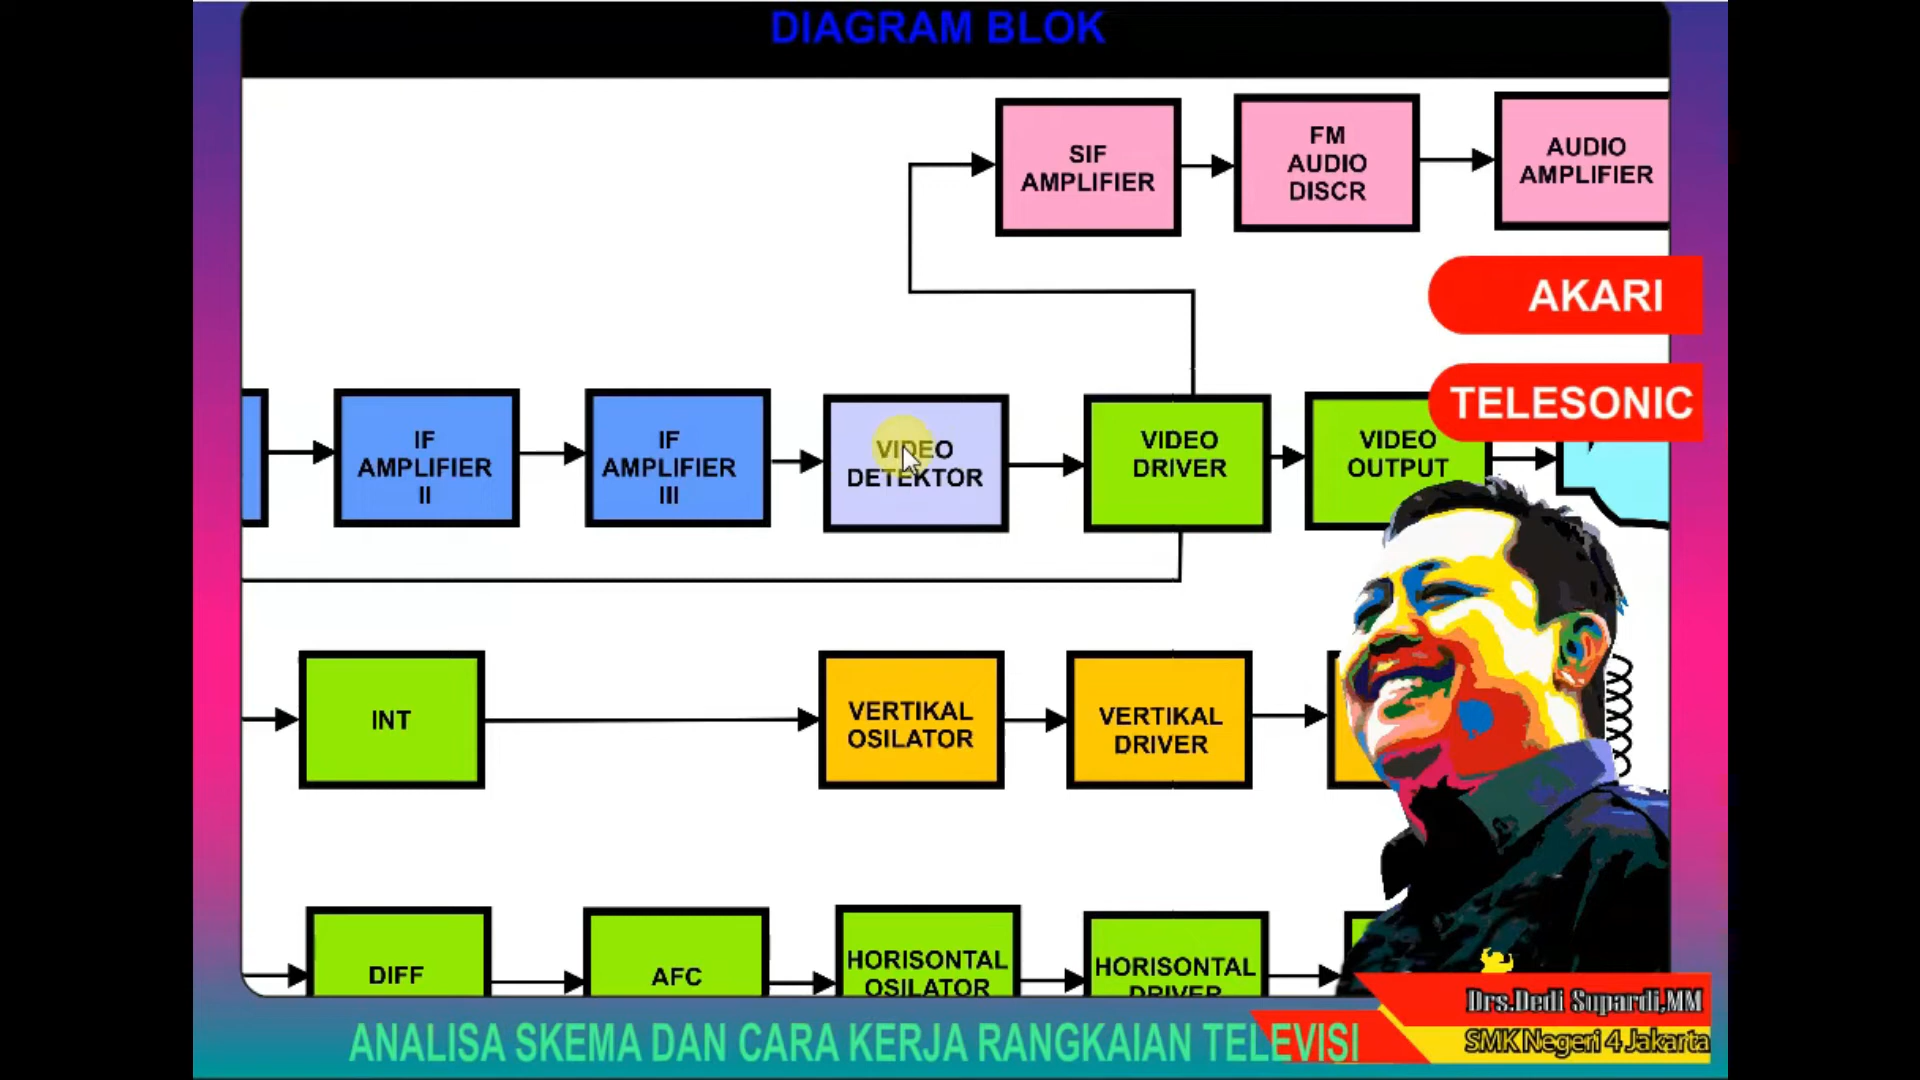 DIAGRAM BLOK
SIF
AMPLIFIER
FM
AUDIO
DISCR
AUDIO
AMPLIFIER
AKARI
TELESONIC
IF
AMPLIFIER
II
IF
AMPLIFIER
III
VIDEO
DETEKTOR
VIDEO
DRIVER
VIDEO
OUTPUT
INT
VERTIKAL
OSILATOR
VERTIKAL
DRIVER
DIFF
AFC
HORISONTAL
OSILATOR
HORISONTAL
DRIVER
Drs.Dedi Supardi,MM
SMK Negeri 4 Jakarta
ANALISA SKEMA DAN CARA KERJA RANGKAIAN TELEVISI